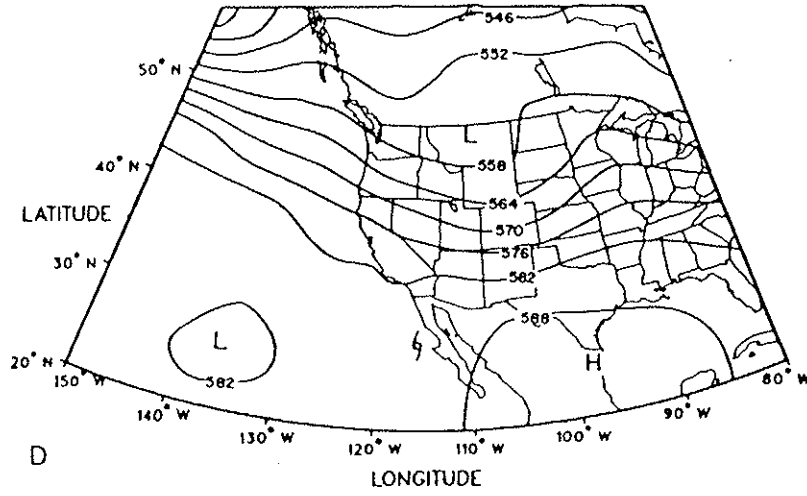 546
50° N
552
L
558
40° N
564
LATITUDE
570
576
30° N
582
588
L
H
20° N
582
150° W
80° W
140° W
90° W
130° W
120° W
110° W
100° W
D
LONGITUDE